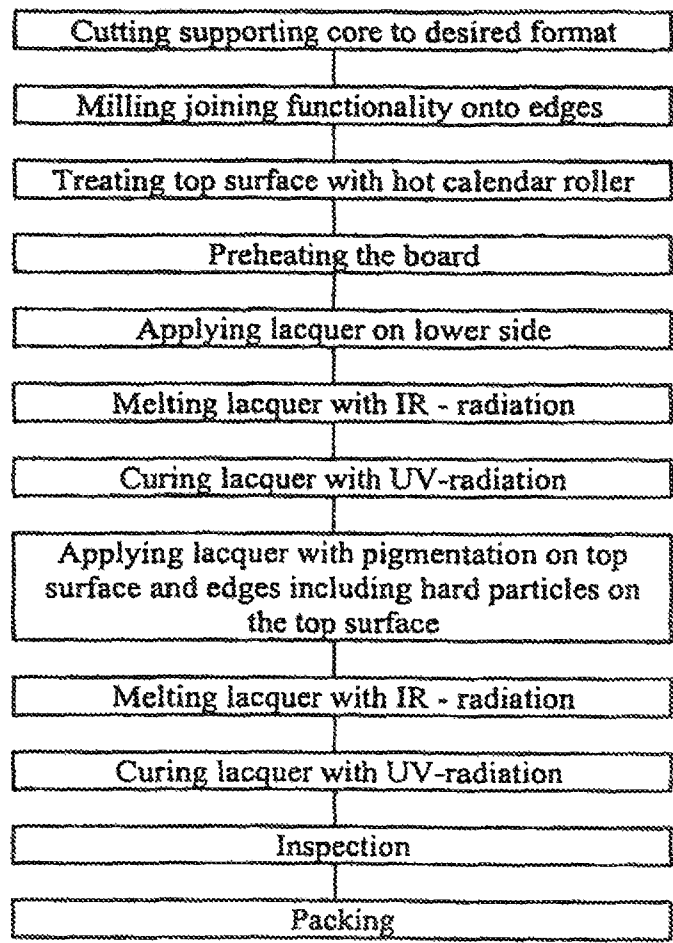 Cutting supporting core to desired format
Milling joining functionality onto edges
Treating top surface with hot calendar roller
Preheating the board
Applying lacquer on lower side
Melting lacquer with IR - radiation
Curing lacquer with UV-radiation
Applying lacquer with pigmentation on top
surface and edges including hard particles on
the top surface
Melting lacquer with IR - radiation
Curing lacquer with UV-radiation
Inspection
Packing